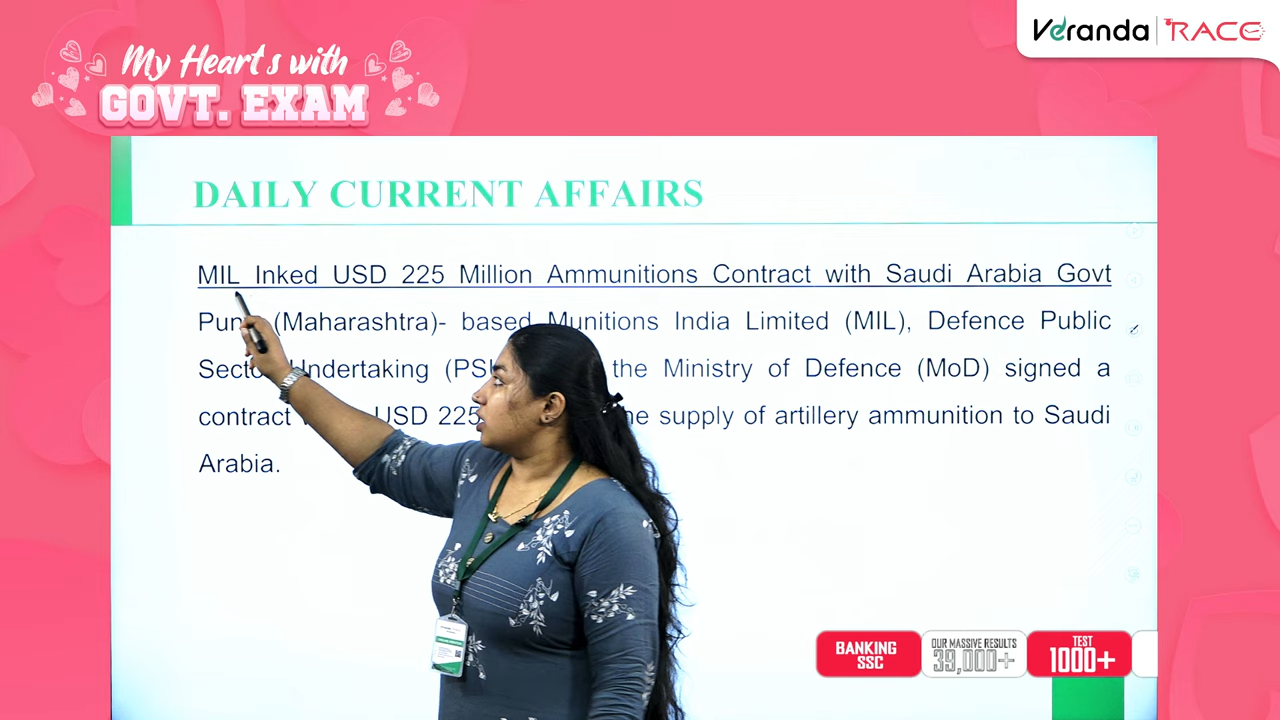 Veranda RACE
My Heart s with
GOVT. EXAM
DAILY CURRENT AFFAIRS
MIL Inked USD 225 Million Ammunitions Contract with Saudi Arabia Govt
(Maharashtra)- based Munitions India Limited (MIL), Defence Public
Undertaking the Ministry of Defence (MoD) signed a
contract USD 225 supply of artillery ammunition to Saudi
Arabia.
BANKING
SSC
OUR MASSIVE RESULTS
39,000+
TEST
1000+